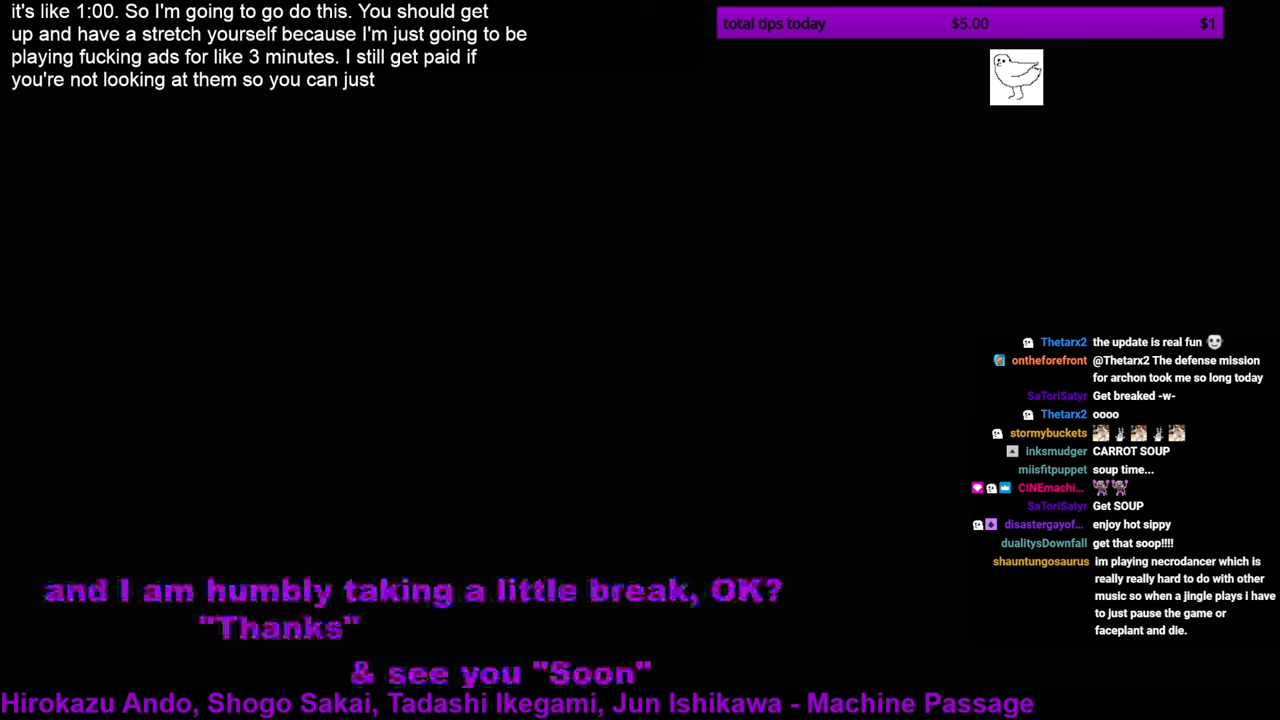 it's like 1:00. So I'm going to go do this. You should get
up and have a stretch yourself because I'm just going to be
playing fucking ads for like 3 minutes. I still get paid if
you're not looking at them so you can just
total tips today $5.00 $1
Thetarx2 the update is real fun
ontheforefront @Thetarx2 The defense mission
for archon took me so long today
SaToriSatyr Get breaked -w-
Thetarx2 oooo
stormybuckets
Inksmudger CARROT SOUP
miisfitpuppet soup time...
CINEmachi...
SaToriSatyr Get SOUP
disastergayof... enjoy hot sippy
dualitysDownfall get that soop!!!!
shauntungosaurus im playing necrodancer which is
really really hard to do with other
music so when a jingle plays i have
to just pause the game or
faceplant and die.
and I am humbly taking a little break, OK?
"Thanks"
& see you "Soon"
Hirokazu Ando, Shogo Sakai, Tadashi Ikegami, Jun Ishikawa - Machine Passage